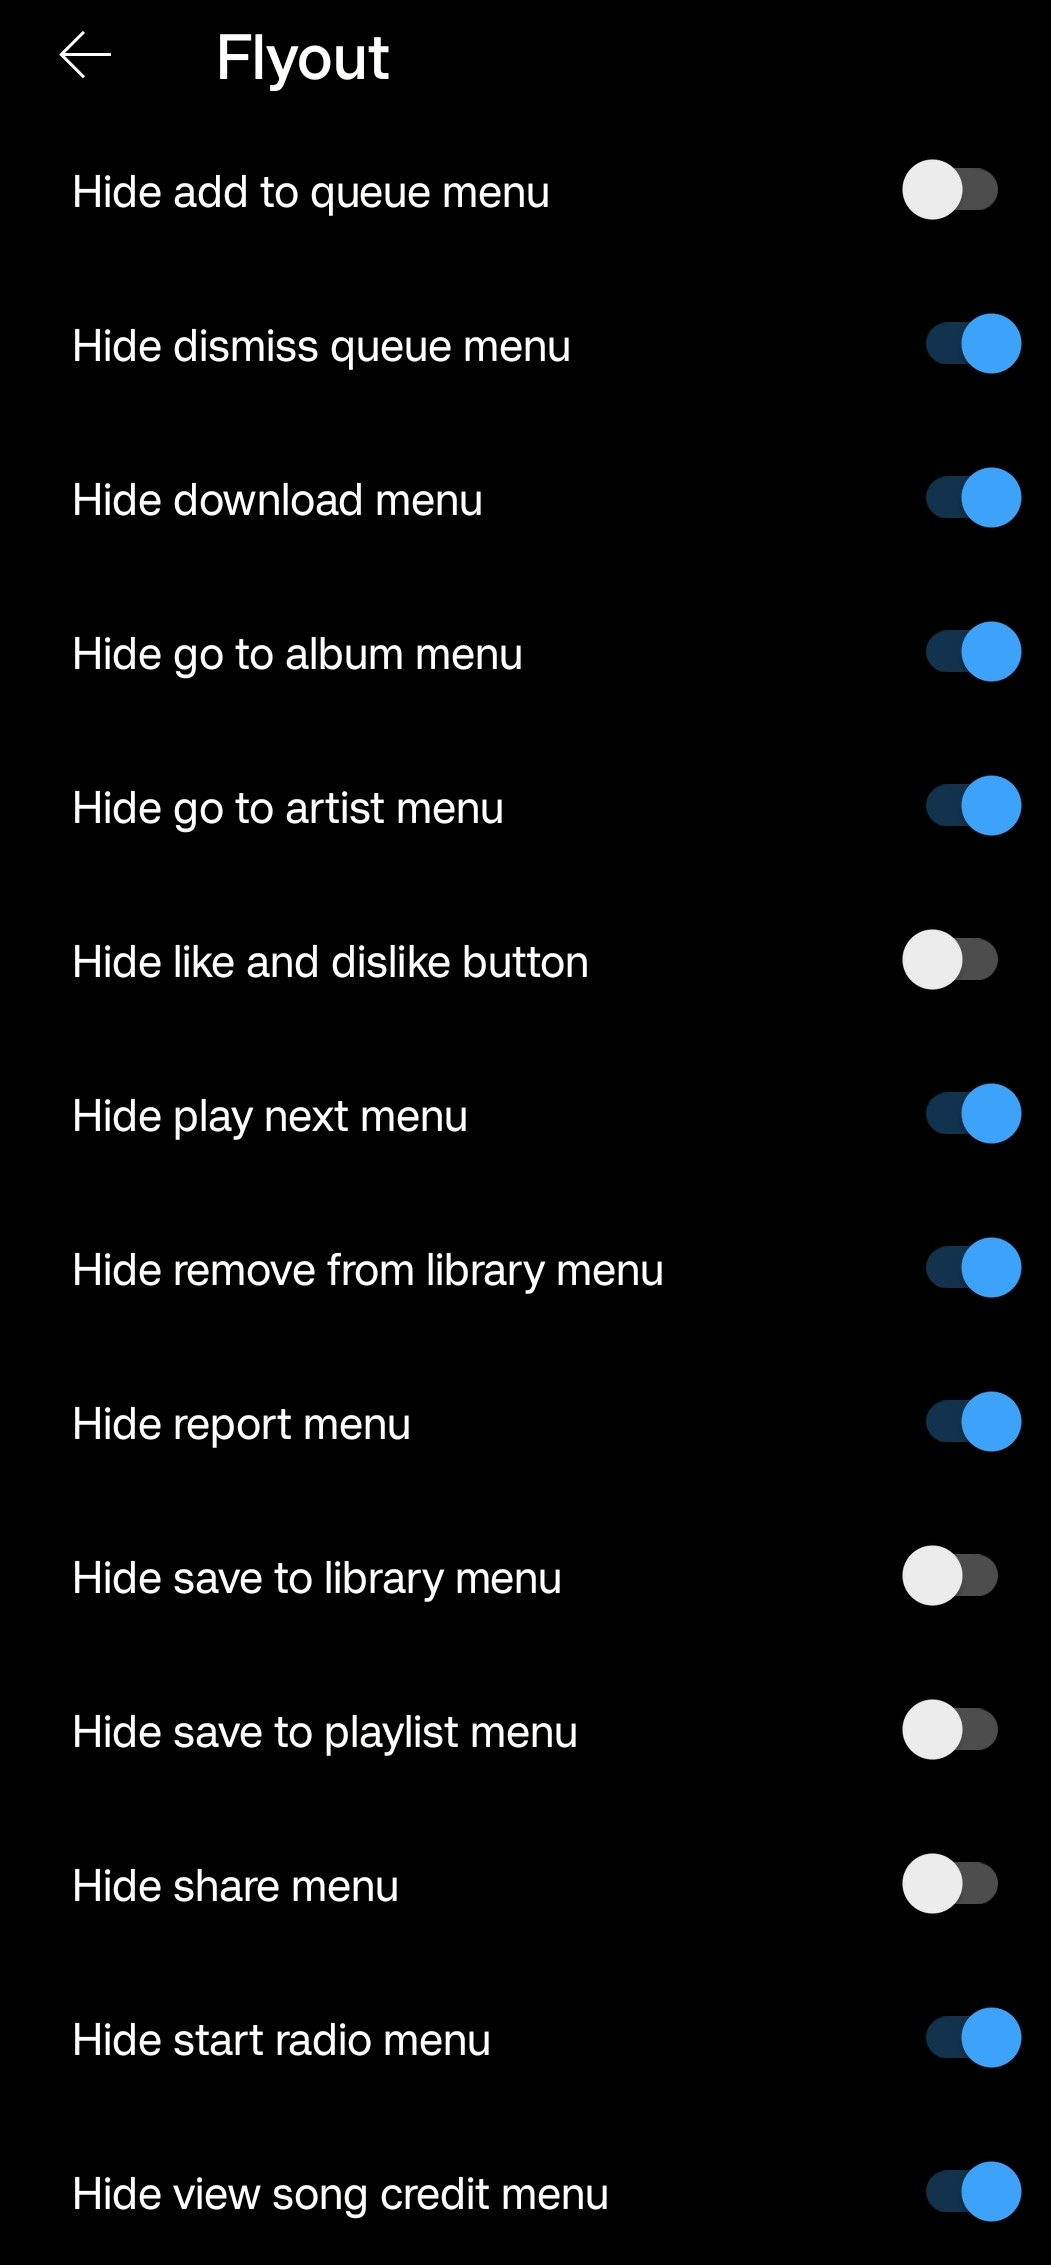 Flyout
Hide add to queue menu
Hide dismiss queue menu
Hide download menu
Hide go to album menu
Hide go to artist menu
Hide like and dislike button
Hide play next menu
Hide remove from library menu
Hide report menu
Hide save to library menu
Hide save to playlist menu
Hide share menu
Hide start radio menu
Hide view song credit menu